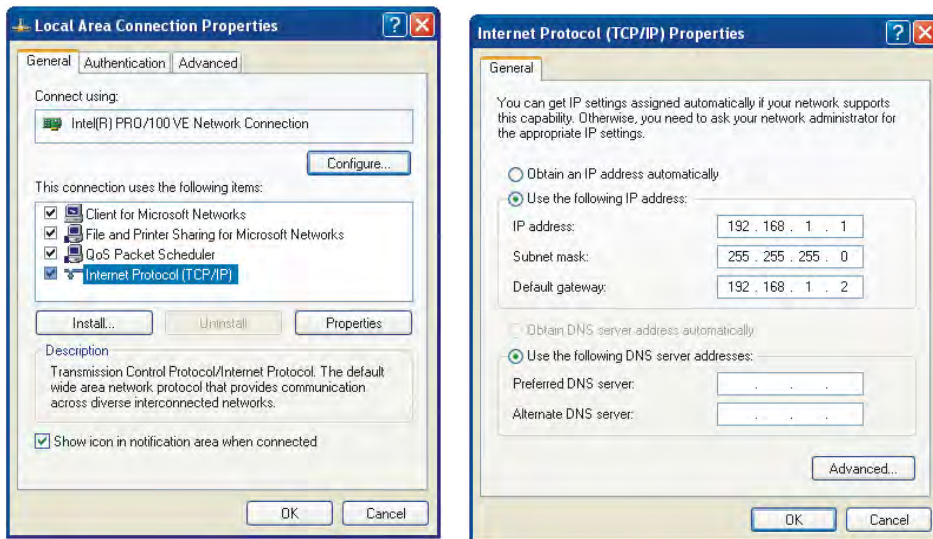 Local Area Connection Properties
General Authentication Advanced
Connect using:
Intel(R) PRO/100 VE Network Connection
Configure...
This connection uses the following items:
Client for Microsoft Networks
File and Printer Sharing for Microsoft Networks
QoS Packet Scheduler
Internet Protocol (TCP/IP)
Install... Uninstall Properties
Description
Transmission Control Protocol/Internet Protocol. The default
wide area network protocol that provides communication
across diverse interconnected networks.
Show icon in notification area when connected
OK Cancel
Internet Protocol (TCP/IP) Properties
General
You can get IP settings assigned automatically if your network supports
this capability. Otherwise, you need to ask your network administrator for
the appropriate IP settings.
Obtain an IP address automatically
Use the following IP address:
IP address: 192 . 168 . 1 . 1
Subnet mask: 255 . 255 . 255 . 0
Default gateway: 192 . 168 . 1 . 2
Obtain DNS server address automatically
Use the following DNS server addresses:
Preferred DNS server: . . .
Alternate DNS server: . . .
Advanced...
OK Cancel